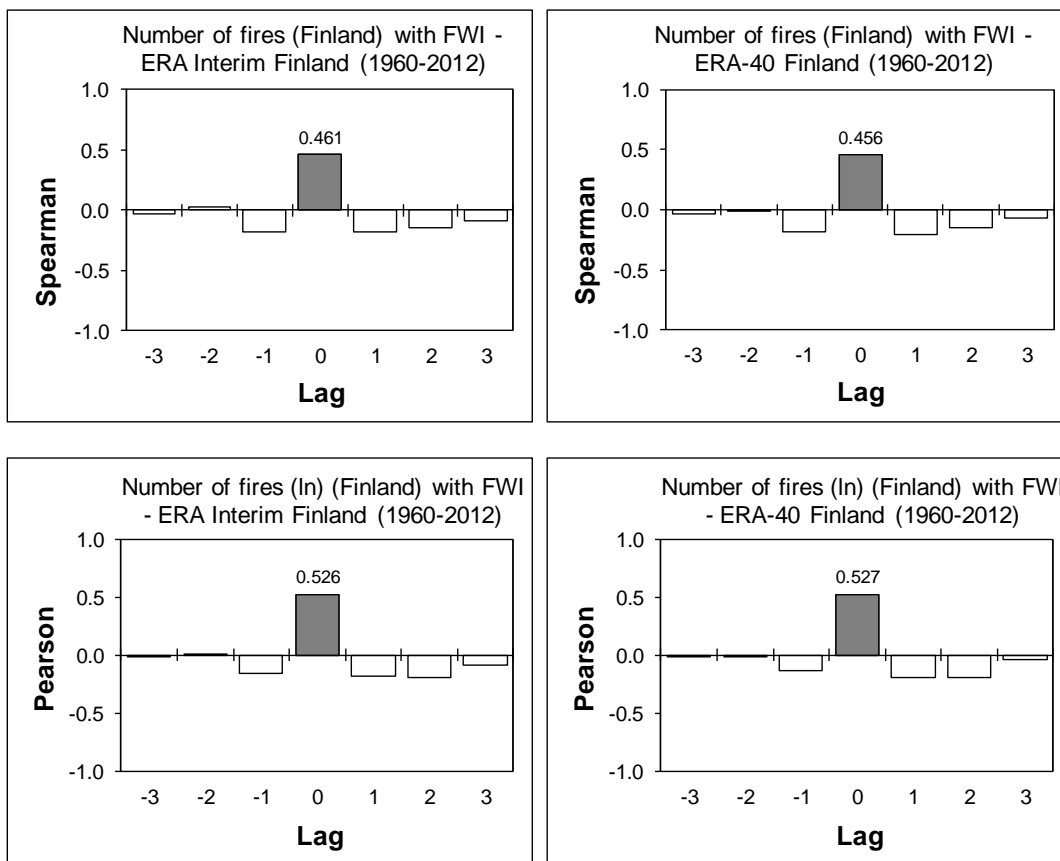 Number of fires (Finland) with FWI -
ERA Interim Finland (1960-2012)
1.0
0.5
0.0
-0.5
-1.0
Spearman
0.461
-3 -2 -1 0 1 2 3
Lag
Number of fires (Finland) with FWI -
ERA-40 Finland (1960-2012)
1.0
0.5
0.0
-0.5
-1.0
Spearman
0.456
-3 -2 -1 0 1 2 3
Lag
Number of fires (ln) (Finland) with FWI
- ERA Interim Finland (1960-2012)
1.0
0.5
0.0
-0.5
-1.0
Pearson
0.526
-3 -2 -1 0 1 2 3
Lag
Number of fires (ln) (Finland) with FWI
- ERA-40 Finland (1960-2012)
1.0
0.5
0.0
-0.5
-1.0
Pearson
0.527
-3 -2 -1 0 1 2 3
Lag